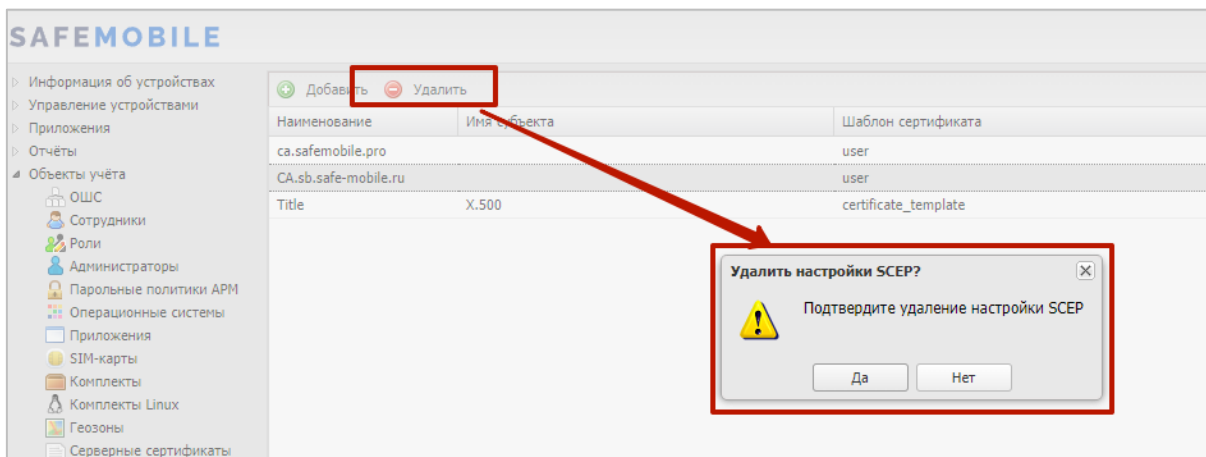 SAFEMOBILE
Информация об устройствах
Управление устройствами
Приложения
Отчёты
Объекты учёта
ОШС
Сотрудники
Роли
Администраторы
Парольные политики АРМ
Операционные системы
Приложения
SIM-карты
Комплекты
Комплекты Linux
Геозоны
Серверные сертификаты
Добавить Удалить
Наименование Имя субъекта Шаблон сертификата
ca.safemobile.pro user
CA.sb.safe-mobile.ru user
Title X.500 certificate_template
Удалить настройки SCEP?
Подтвердите удаление настройки SCEP
Да Нет